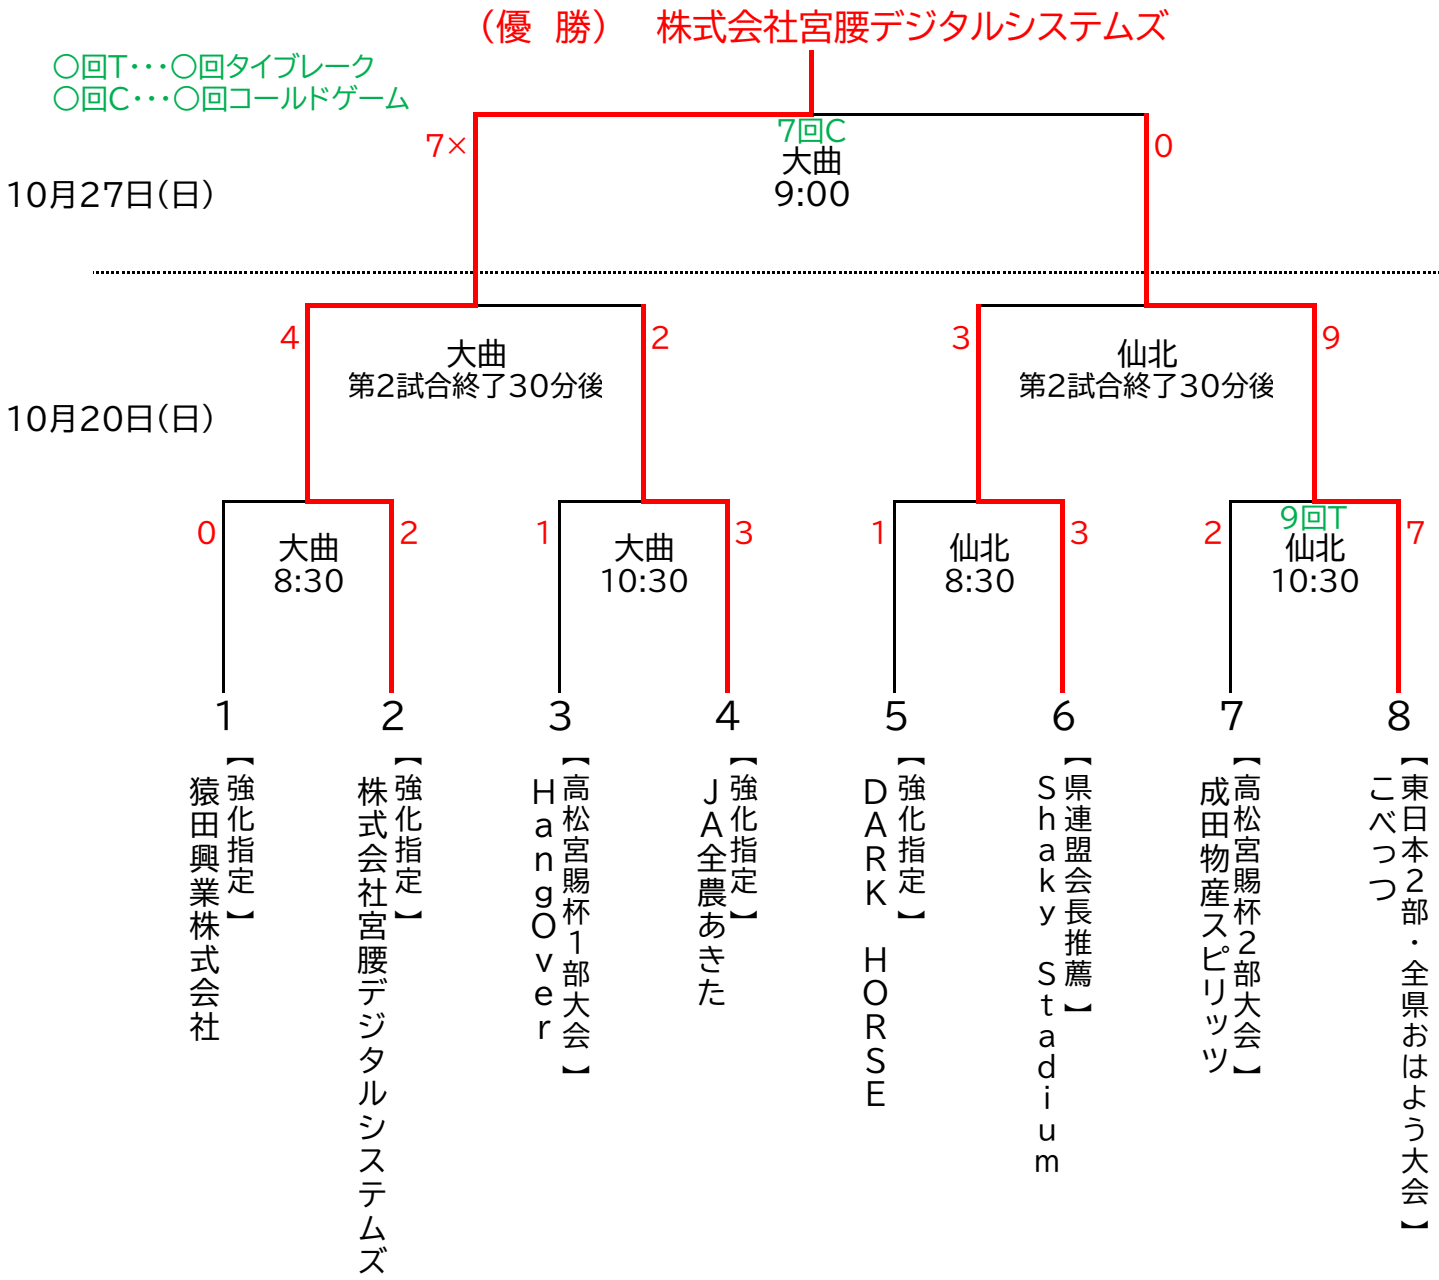 （優　勝）　株式会社宮腰デジタルシステムズ
〇回T・・・〇回タイブレーク
〇回C・・・〇回コールドゲーム
7回C
7×
大曲
0
9:00
10月27日(日)
4
2
3
9
大曲
第2試合終了30分後
仙北
第2試合終了30分後
10月20日(日)
9回T
0
2
1
3
1
3
2
7
大曲
8:30
大曲
10:30
仙北
8:30
仙北
10:30
1
2
3
4
5
6
7
8
【強化指定】
猿田興業株式会社
【強化指定】
株式会社宮腰デジタルシステムズ
【高松宮賜杯1部大会】
HangOver
【強化指定】
JA全農あきた
【強化指定】
DARK　HORSE
【県連盟会長推薦】
Shaky　Stadium
【高松宮賜杯2部大会】
成田物産スピリッツ
【東日本2部・全県おはよう大会】
こべっつ